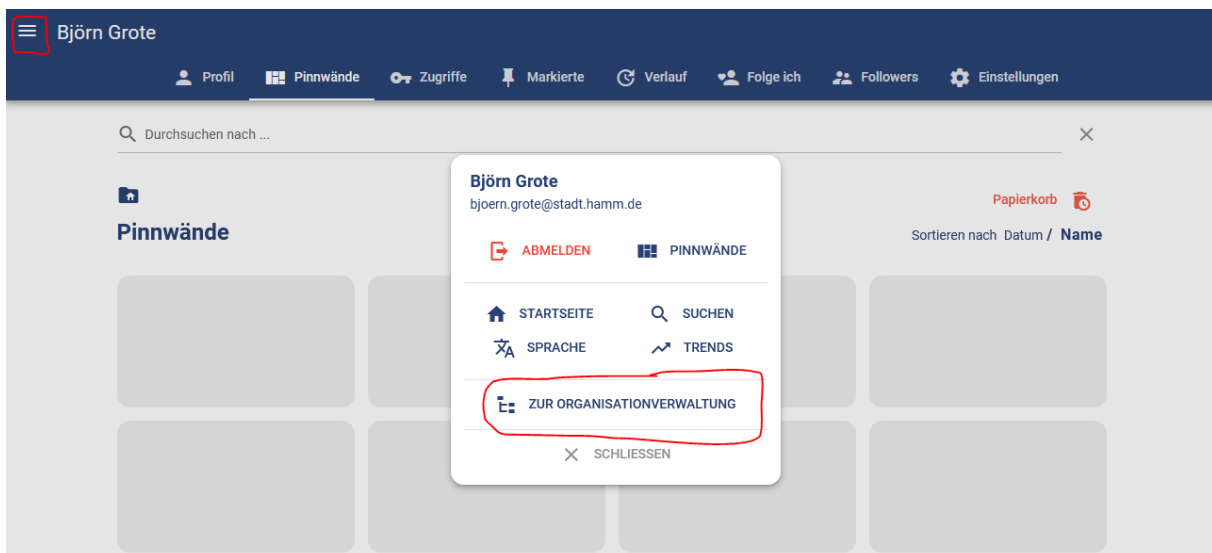 Björn Grote
Profil Pinnwände Zugriffe Markierte Verlauf Folge ich Followers Einstellungen
Durchsuchen nach ...
Papierkorb
Pinnwände
Sortieren nach Datum / Name
Björn Grote
bjoern.grote@stadt.hamm.de
ABMELDEN PINNWÄNDE
STARTSEITE SUCHEN
SPRACHE TRENDS
ZUR ORGANISATIONVERWALTUNG
SCHLIESSEN